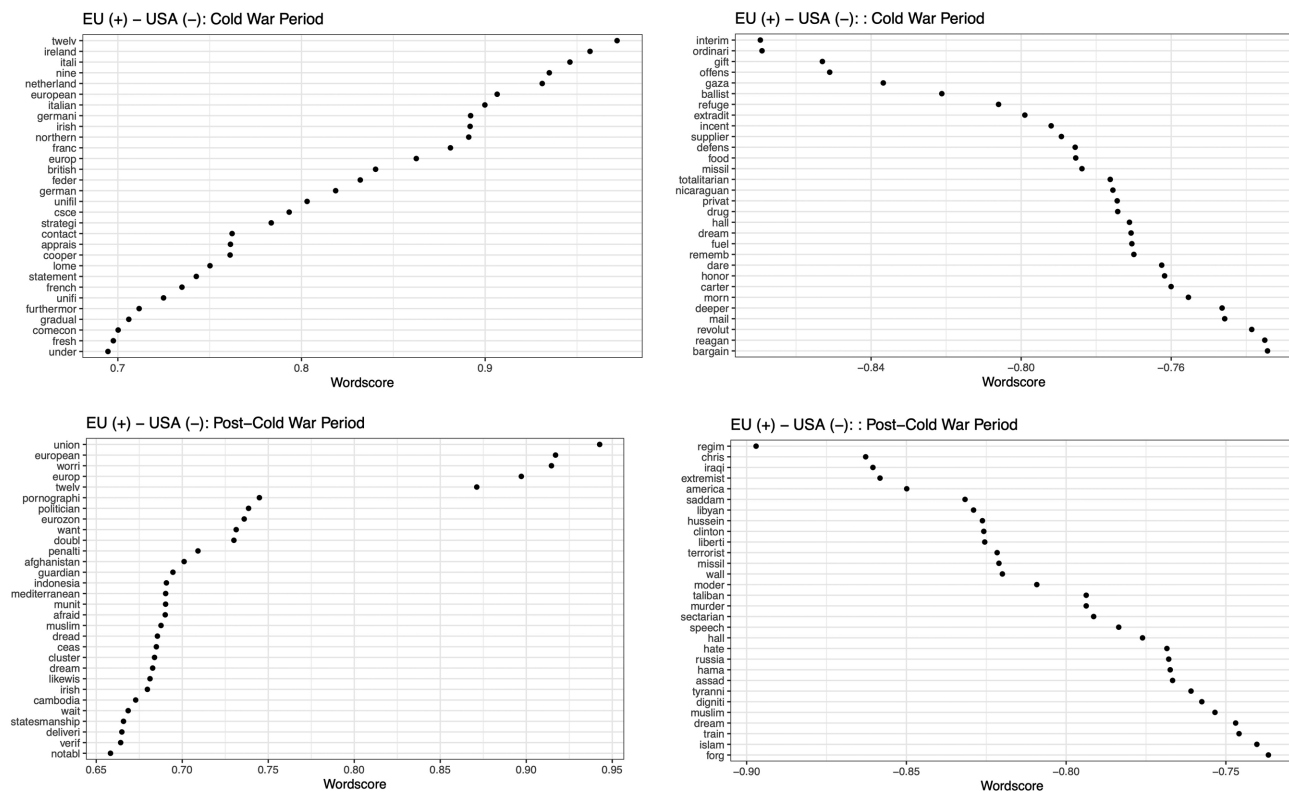 EU (+) – USA (–): Cold War Period
twelv
ireland
itali
nine
netherland
european
italian
germani
irish
northern
franc
europ
british
feder
german
unifil
csce
strategi
contact
apprais
cooper
lome
statement
french
unifi
furthermor
gradual
comecon
fresh
under
0.7 0.8 0.9
Wordscore
EU (+) – USA (–): : Cold War Period
interim
ordinari
gift
offens
gaza
ballist
refuge
extradit
incent
supplier
defens
food
missil
totalitarian
nicaraguan
privat
drug
hall
dream
fuel
rememb
dare
honor
carter
morn
deeper
mail
revolut
reagan
bargain
−0.84 −0.80 −0.76
Wordscore
EU (+) – USA (–): Post–Cold War Period
union
european
worri
europ
twelv
pornographi
politician
eurozon
want
doubl
penalti
afghanistan
guardian
indonesia
mediterranean
munit
afraid
muslim
dread
ceas
cluster
dream
likewis
irish
cambodia
wait
statesmanship
deliveri
verif
notabl
0.65 0.70 0.75 0.80 0.85 0.90 0.95
Wordscore
EU (+) – USA (–): : Post–Cold War Period
regim
chris
iraqi
extremist
america
saddam
libyan
hussein
clinton
liberti
terrorist
missil
wall
moder
taliban
murder
sectarian
speech
hall
hate
russia
hama
assad
tyranni
digniti
muslim
dream
train
islam
forg
−0.90 −0.85 −0.80 −0.75
Wordscore